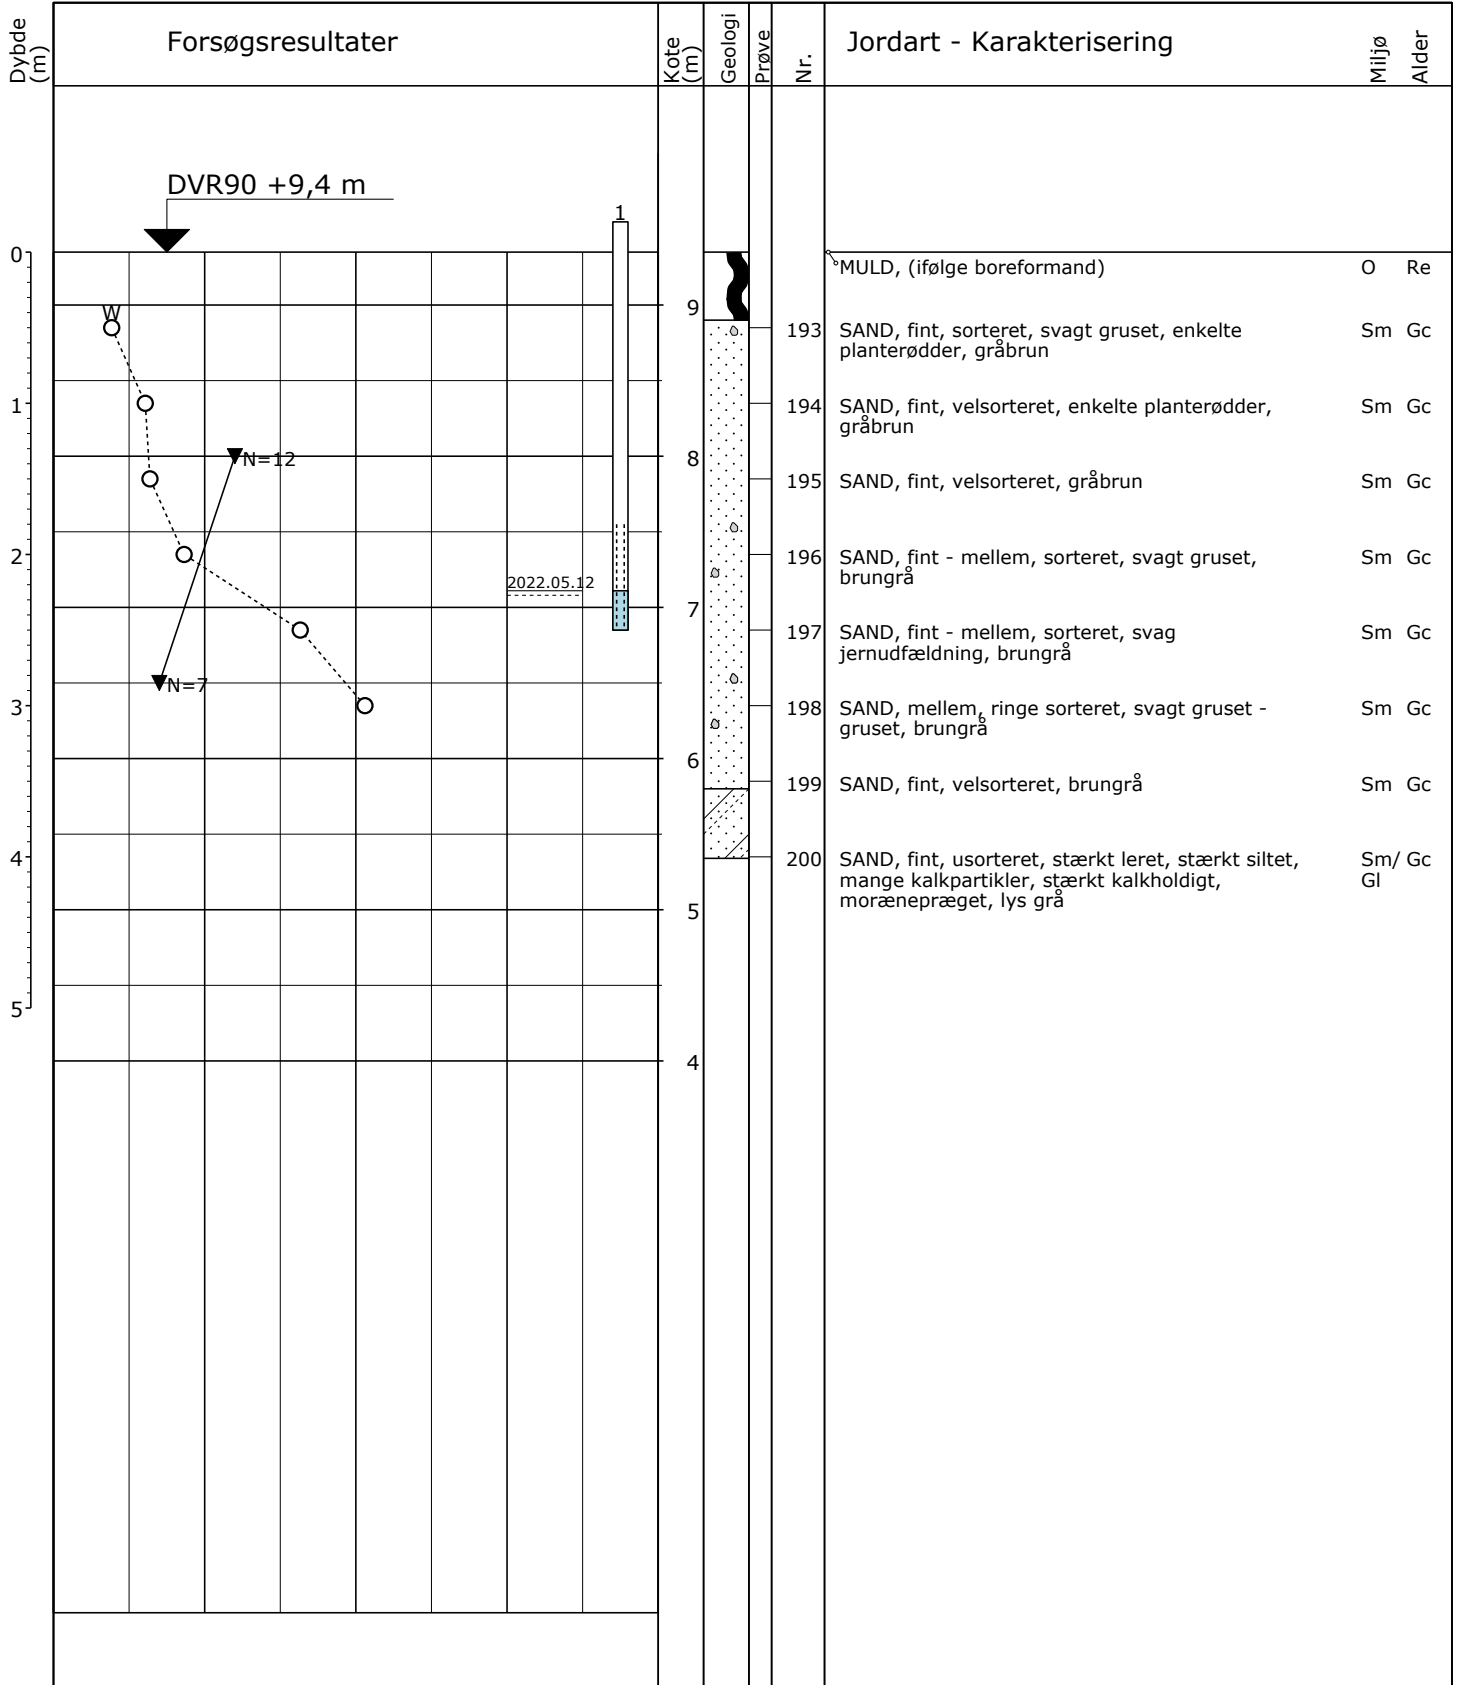 Dybde
(m)
Forsøgsresultater
Kote
(m)
Geologi
Prøve
Nr.
Jordart - Karakterisering
Miljø
Alder
DVR90 +9,4 m
1
0
MULD, (ifølge boreformand) O Re
W
9
193 SAND, fint, sorteret, svagt gruset, enkelte Sm Gc
planterødder, gråbrun
1
194 SAND, fint, velsorteret, enkelte planterødder, Sm Gc
gråbrun
N=12
8
195 SAND, fint, velsorteret, gråbrun Sm Gc
2
196 SAND, fint - mellem, sorteret, svagt gruset, Sm Gc
brungrå
2022.05.12
7
197 SAND, fint - mellem, sorteret, svag Sm Gc
jernudfældning, brungrå
N=7
3
198 SAND, mellem, ringe sorteret, svagt gruset - Sm Gc
gruset, brungrå
6
199 SAND, fint, velsorteret, brungrå Sm Gc
4
200 SAND, fint, usorteret, stærkt leret, stærkt siltet, Sm/ Gc
mange kalkpartikler, stærkt kalkholdigt, Gl
morænepræget, lys grå
5
5
4